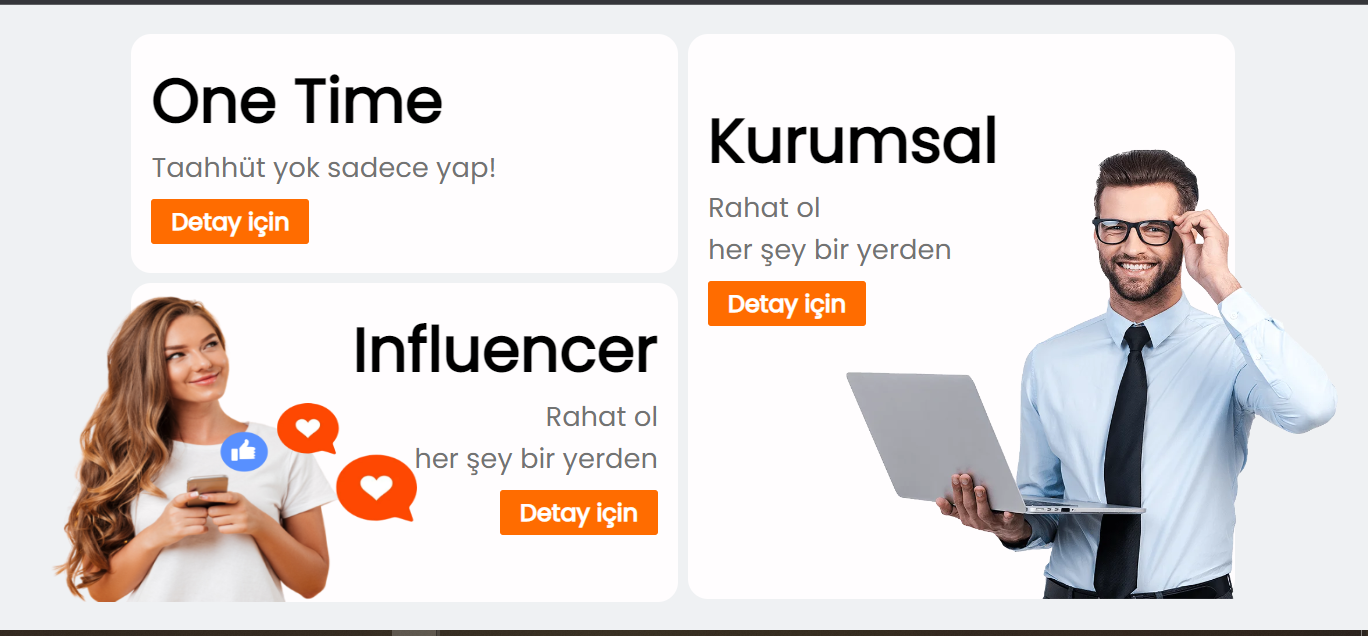 One Time
Taahhüt yok sadece yap!
Detay için
Influencer
Rahat ol
her şey bir yerden
Detay için
Kurumsal
Rahat ol
her şey bir yerden
Detay için